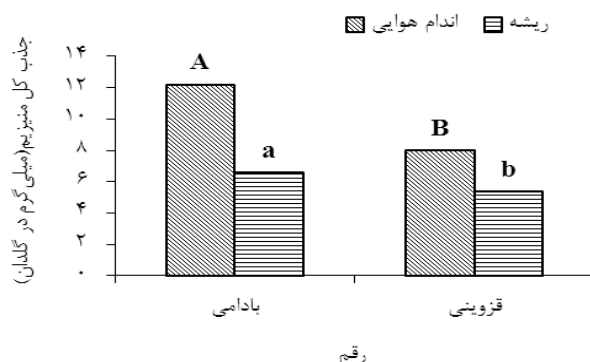 اندام هوایی
ریشه
جذب کل منیزیم(میلی گرم در گلدان)
۱۴
۱۲
۱۰
۸
۶
۴
۲
۰
A
a
B
b
بادامی
قزوینی
رقم